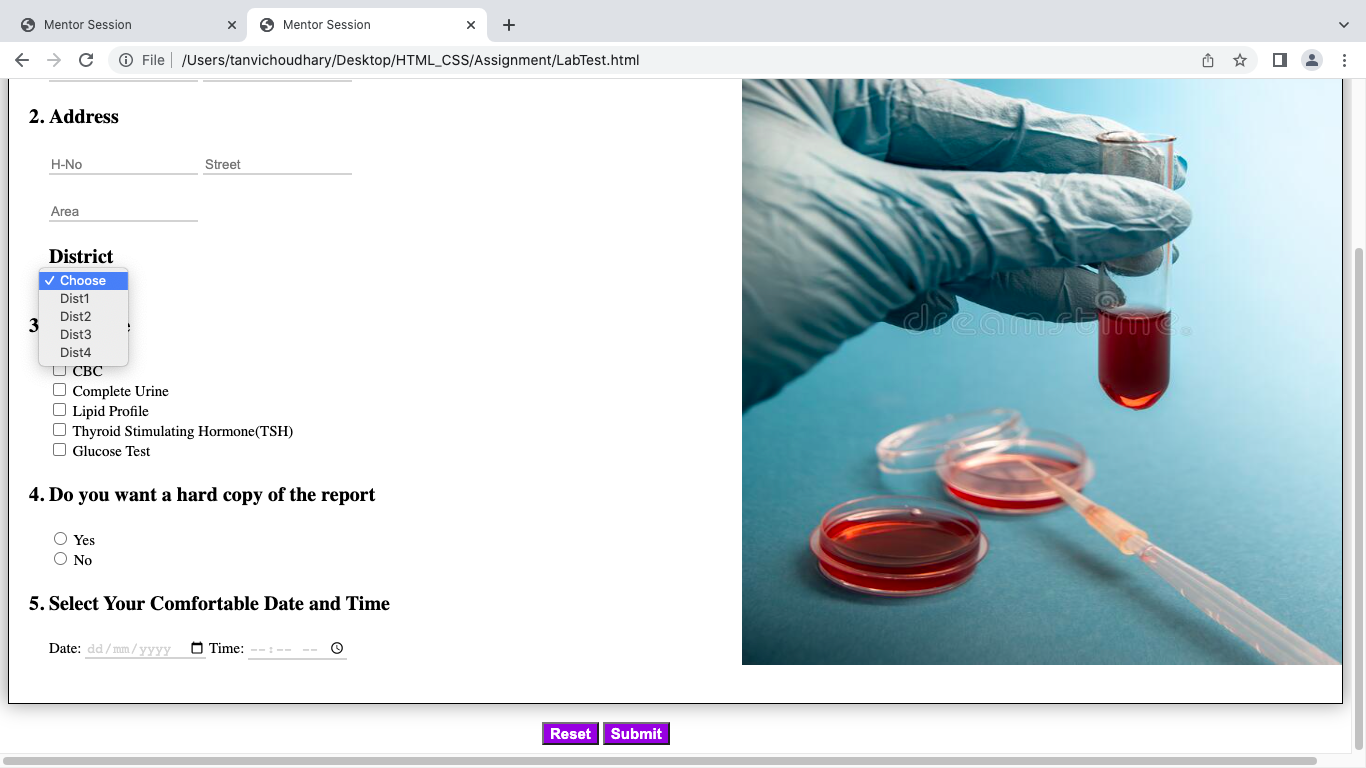 Mentor Session
Mentor Session
File
/Users/tanvichoudhary/Desktop/HTML_CSS/Assignment/LabTest.html
2. Address
H-No Street
Area
District
✓ Choose
Dist1
Dist2
Dist3
Dist4
3
CBC
Complete Urine
Lipid Profile
Thyroid Stimulating Hormone(TSH)
Glucose Test
4. Do you want a hard copy of the report
Yes
No
5. Select Your Comfortable Date and Time
Date: dd/mm/yyyy Time: --:-- --
Reset Submit
dreamstime